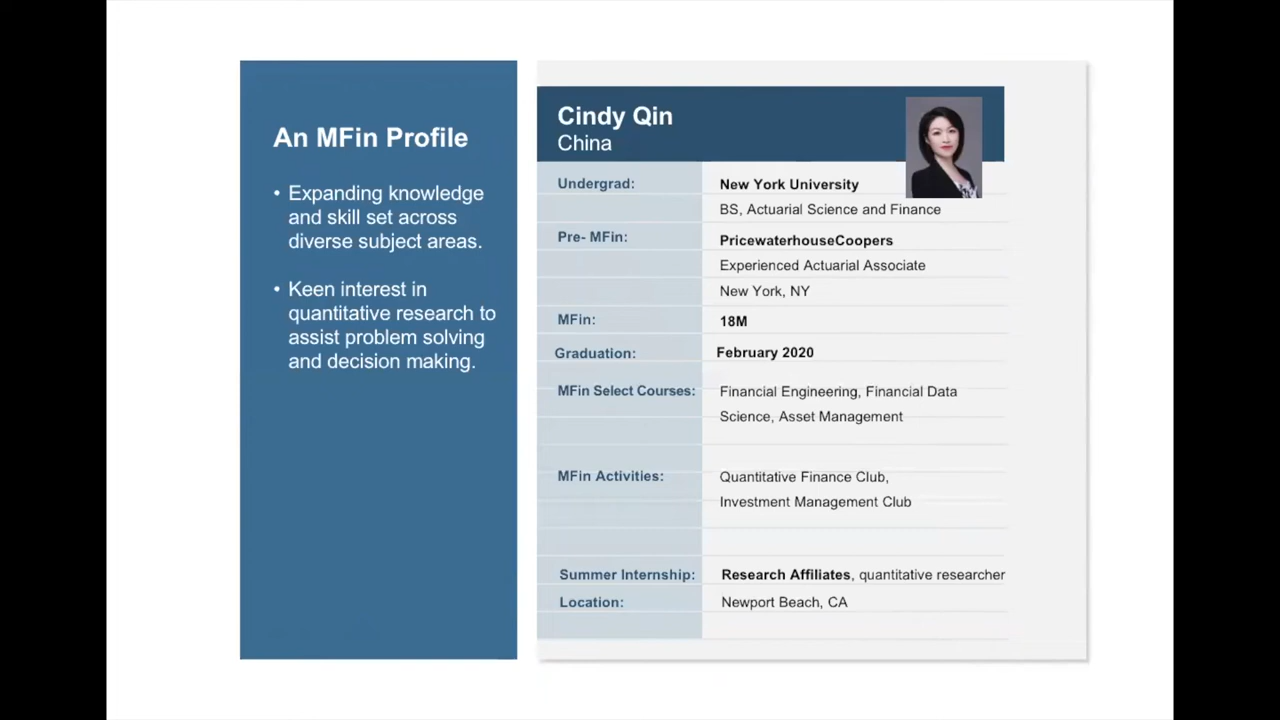 An MFin Profile
• Expanding knowledge
and skill set across
diverse subject areas.
• Keen interest in
quantitative research to
assist problem solving
and decision making.
Cindy Qin
China
Undergrad: New York University
BS, Actuarial Science and Finance
Pre- MFin: PricewaterhouseCoopers
Experienced Actuarial Associate
New York, NY
MFin: 18M
Graduation: February 2020
MFin Select Courses: Financial Engineering, Financial Data
Science, Asset Management
MFin Activities: Quantitative Finance Club,
Investment Management Club
Summer Internship: Research Affiliates, quantitative researcher
Location: Newport Beach, CA